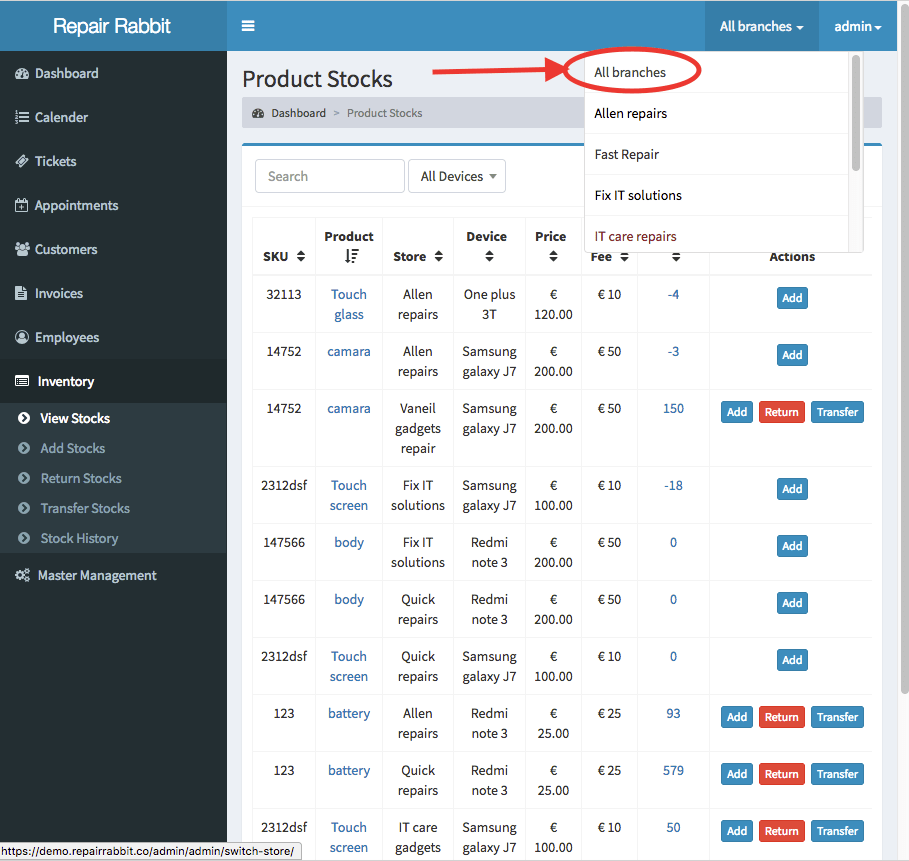 Repair Rabbit
All branches
admin
Dashboard
Calender
Tickets
Appointments
Customers
Invoices
Employees
Inventory
View Stocks
Add Stocks
Return Stocks
Transfer Stocks
Stock History
Master Management
All branches
Allen repairs
Fast Repair
Fix IT solutions
IT care repairs
Product Stocks
Dashboard > Product Stocks
Search
All Devices
SKU Product Store Device Price Fee Actions
32113 Touch Allen One plus € € 10 -4 Add
glass repairs 3T 120.00
14752 camara Allen Samsung € € 50 -3 Add
repairs galaxy J7 200.00
14752 camara Vaneil Samsung € € 50 150 Add Return Transfer
gadgets galaxy J7 200.00
repair
2312dsf Touch Fix IT Samsung € € 10 -18 Add
screen solutions galaxy J7 100.00
147566 body Fix IT Redmi € € 50 0 Add
solutions note 3 200.00
147566 body Quick Redmi € € 50 0 Add
repairs note 3 200.00
2312dsf Touch Quick Samsung € € 10 0 Add
screen repairs galaxy J7 100.00
123 battery Allen Redmi € € 25 93 Add Return Transfer
repairs note 3 25.00
123 battery Quick Redmi € € 25 579 Add Return Transfer
repairs note 3 25.00
2312dsf Touch IT care Samsung € € 10 50 Add Return Transfer
screen gadgets galaxy J7 100.00
https://demo.repairrabbit.co/admin/admin/switch-store/